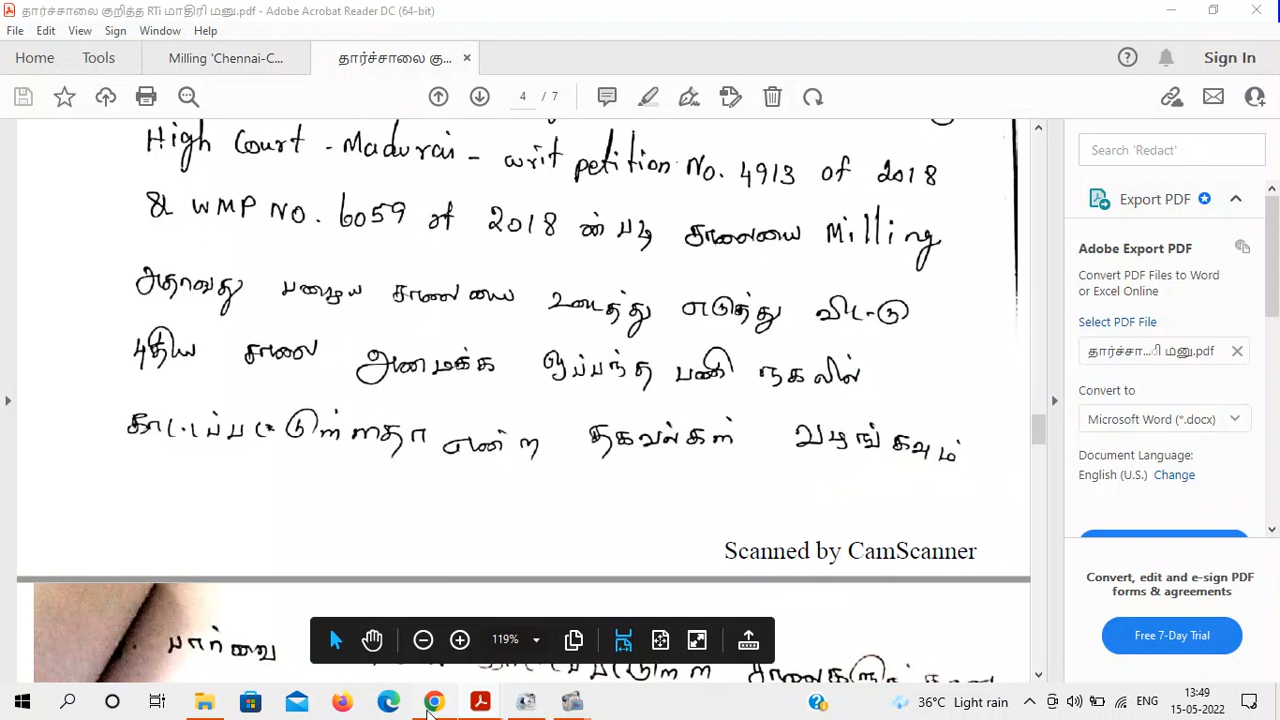 தார்ச்சாலை குறித்த RTi மாதிரி மனு.pdf - Adobe Acrobat Reader DC (64-bit)
File Edit View Sign Window Help
Home Tools Milling 'Chennai-C... தார்ச்சாலை கு... × Sign In
4 / 7
High Court - Madurai - writ petition No. 4913 of 2018
& WMP NO. 6059 of 2018 ன் படி சாலையை Milling
அதாவது பழைய சாலையை உடைத்து எடுத்து விட்டு
புதிய சாலை அமைக்க ஒப்பந்த பணி நகலில்
காட்டப்பட்டுள்ளதா என்ற தகவல்கள் வழங்கவும்
Scanned by CamScanner
பார்வை சாலைகளுக்கு
119%
Search 'Redact'
Export PDF
Adobe Export PDF
Convert PDF Files to Word
or Excel Online
Select PDF File
தார்ச்சா...ி மனு.pdf ×
Convert to
Microsoft Word (*.docx)
Document Language:
English (U.S.) Change
Convert, edit and e-sign PDF
forms & agreements
Free 7-Day Trial
36°C Light rain ENG 13:49
15-05-2022